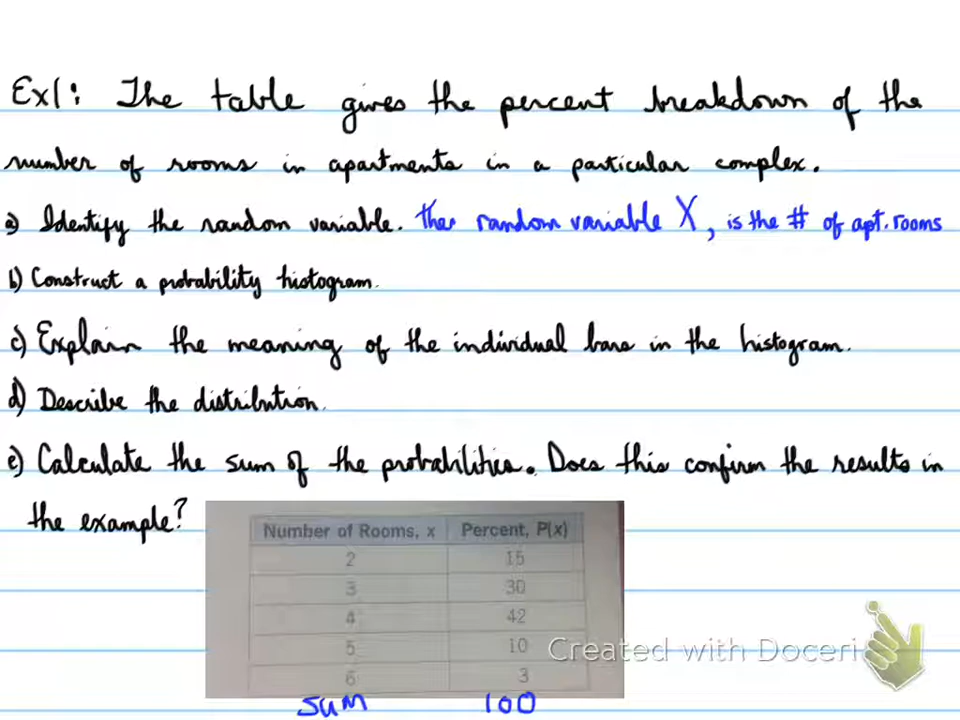 Ex1: The table gives the percent breakdown of the
number of rooms in apartments in a particular complex.
a) Identify the random variable. the random variable X, is the # of apt. rooms
b) Construct a probability histogram.
c) Explain the meaning of the individual bars in the histogram.
d) Describe the distribution.
e) Calculate the sum of the probabilities. Does this confirm the results in
the example?
Number of Rooms, x Percent, P(x)
2 15
3 30
4 42
5 10
6 3
Created with Doceri
SUM 100